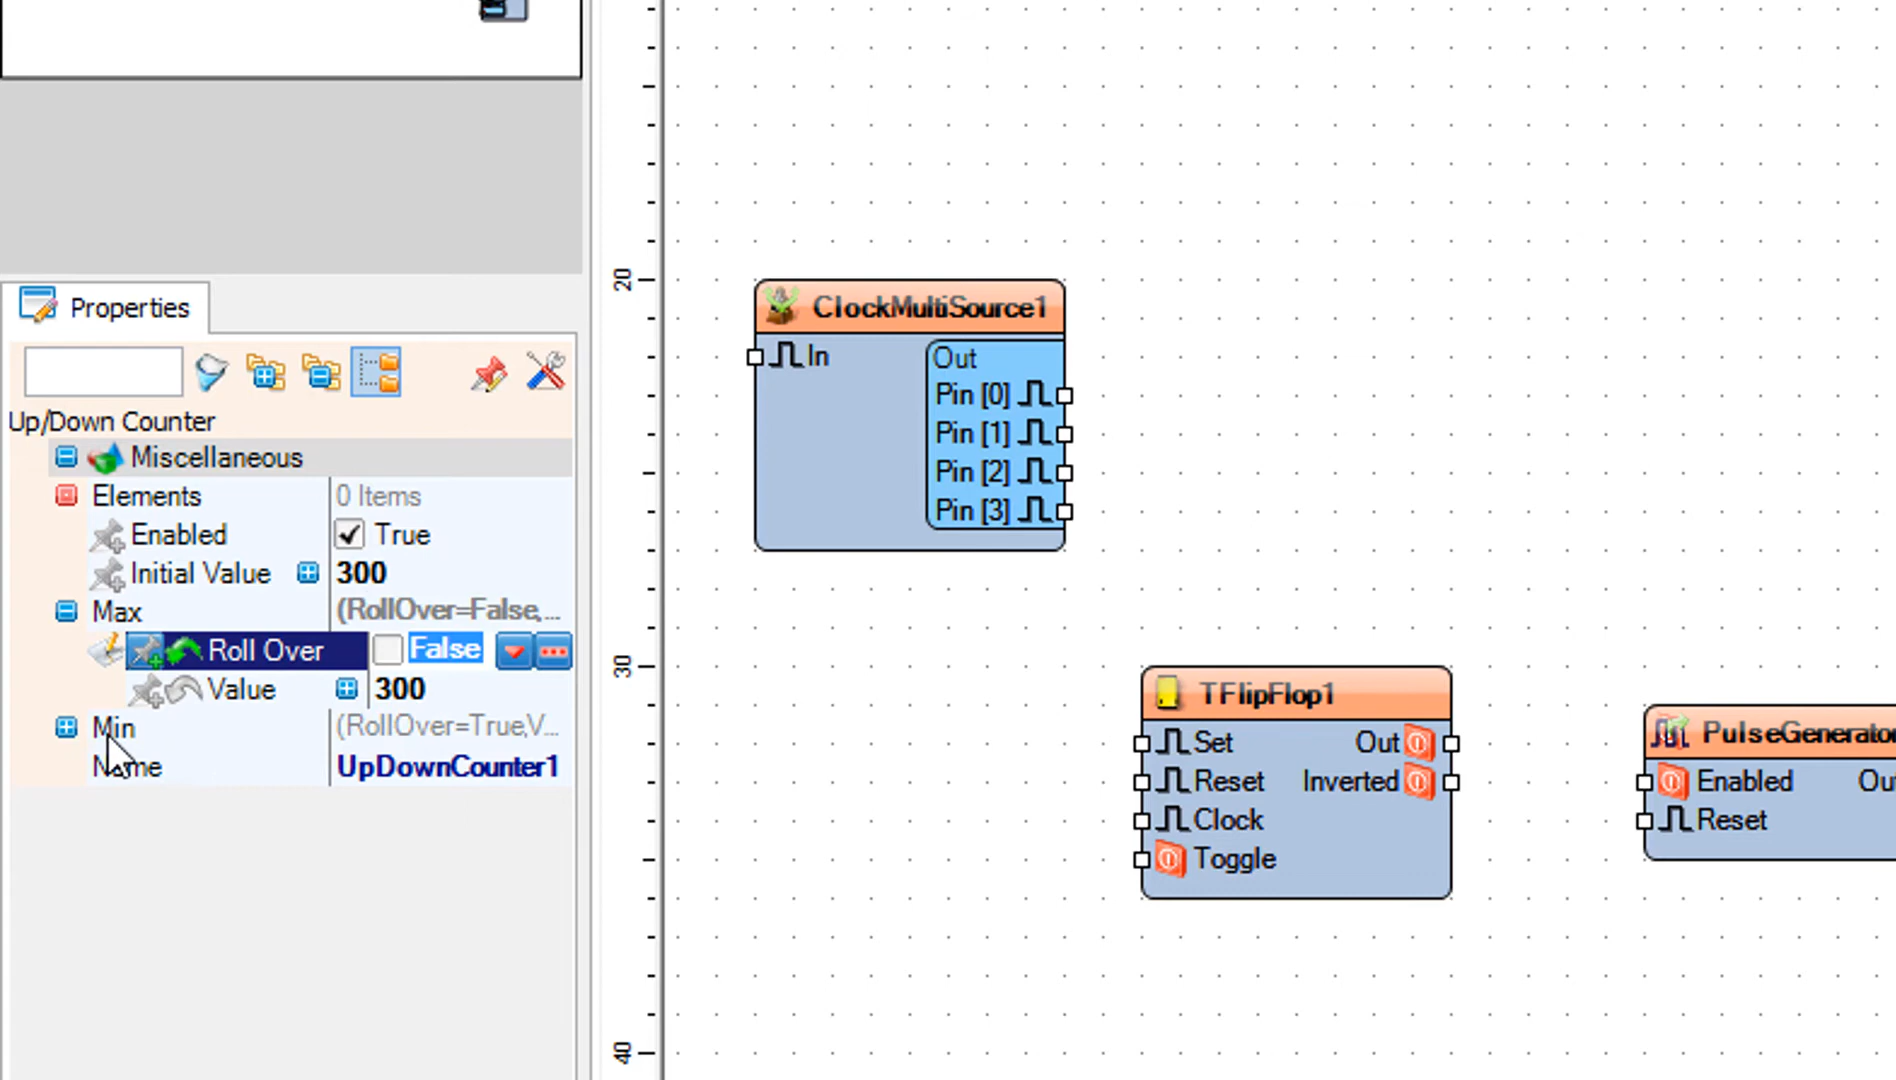 Properties
Up/Down Counter
Miscellaneous
Elements 0 Items
Enabled True
Initial Value 300
Max (RollOver=False,...
Roll Over False
Value 300
Min (RollOver=True,V...
Name UpDownCounter1
20
30
40
ClockMultiSource1
In
Out
Pin [0]
Pin [1]
Pin [2]
Pin [3]
TFlipFlop1
Set Out
Reset Inverted
Clock
Toggle
PulseGenerato
Enabled Ou
Reset